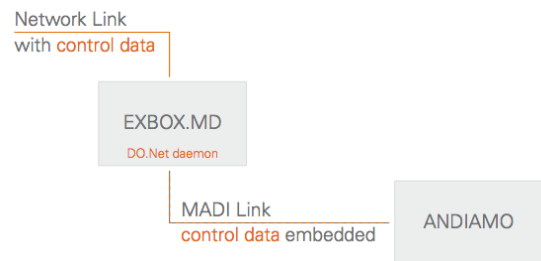 Network Link
with control data
EXBOX.MD
DO.Net daemon
MADI Link
control data embedded
ANDIAMO